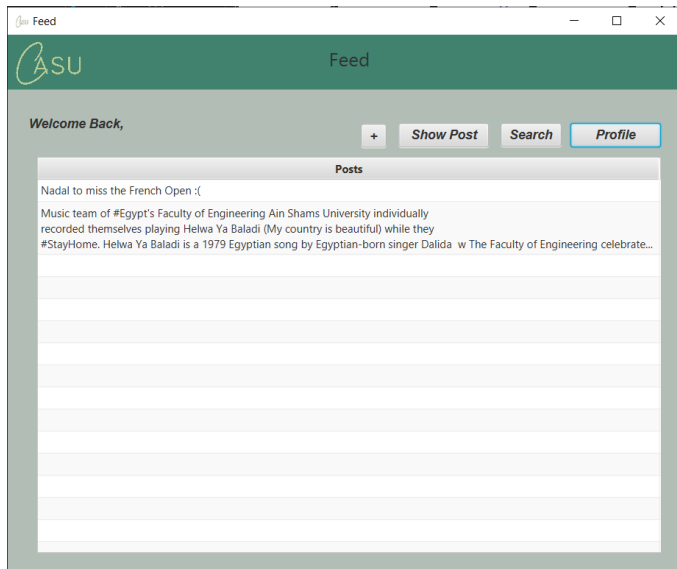 Feed
CASU
Feed
Welcome Back,
+ Show Post Search Profile
Posts
Nadal to miss the French Open :(
Music team of #Egypt's Faculty of Engineering Ain Shams University individually
recorded themselves playing Helwa Ya Baladi (My country is beautiful) while they
#StayHome. Helwa Ya Baladi is a 1979 Egyptian song by Egyptian-born singer Dalida w The Faculty of Engineering celebrate...